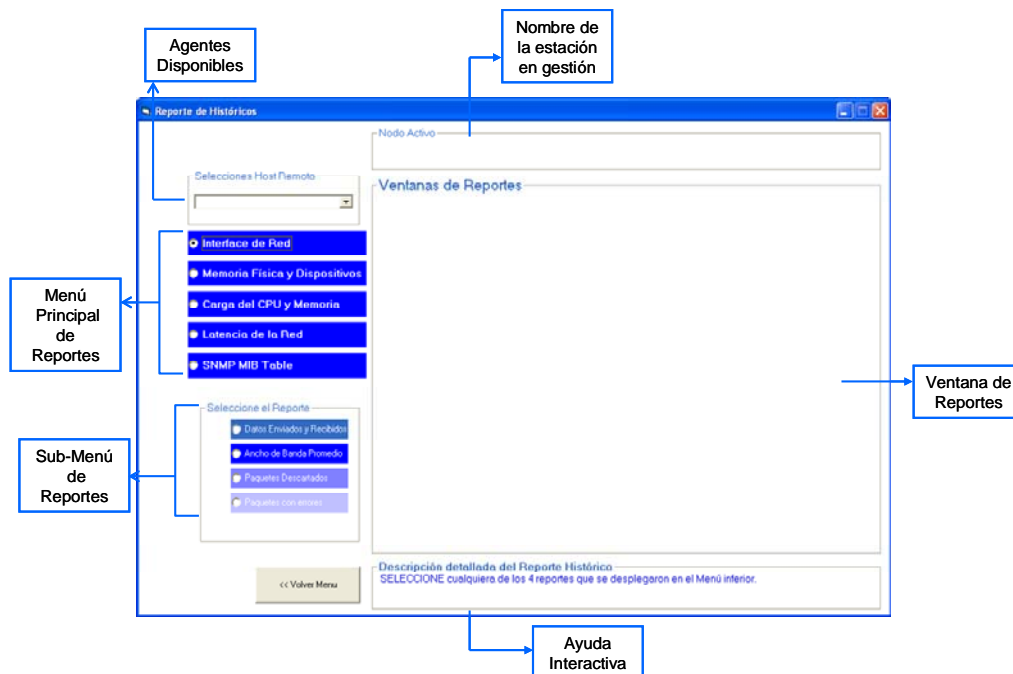 Nombre de
la estación
en gestión
Agentes
Disponibles
Reporte de Históricos
Nodo Activo
Selecciones Host Remoto
Ventanas de Reportes
Interface de Red
Memoria Física y Dispositivos
Carga del CPU y Memoria
Latencia de la Red
SNMP MIB Table
Menú
Principal
de
Reportes
Ventana de
Reportes
Seleccione el Reporte
Datos Enviados y Recibidos
Ancho de Banda Promedo
Paquetes Descartados
Paquetes con errores
Sub-Menú
de
Reportes
<< Volver Menu
Descripción detallada del Reporte Histórico
SELECCIONE cualquiera de los 4 reportes que se desplegaron en el Menú inferior.
Ayuda
Interactiva